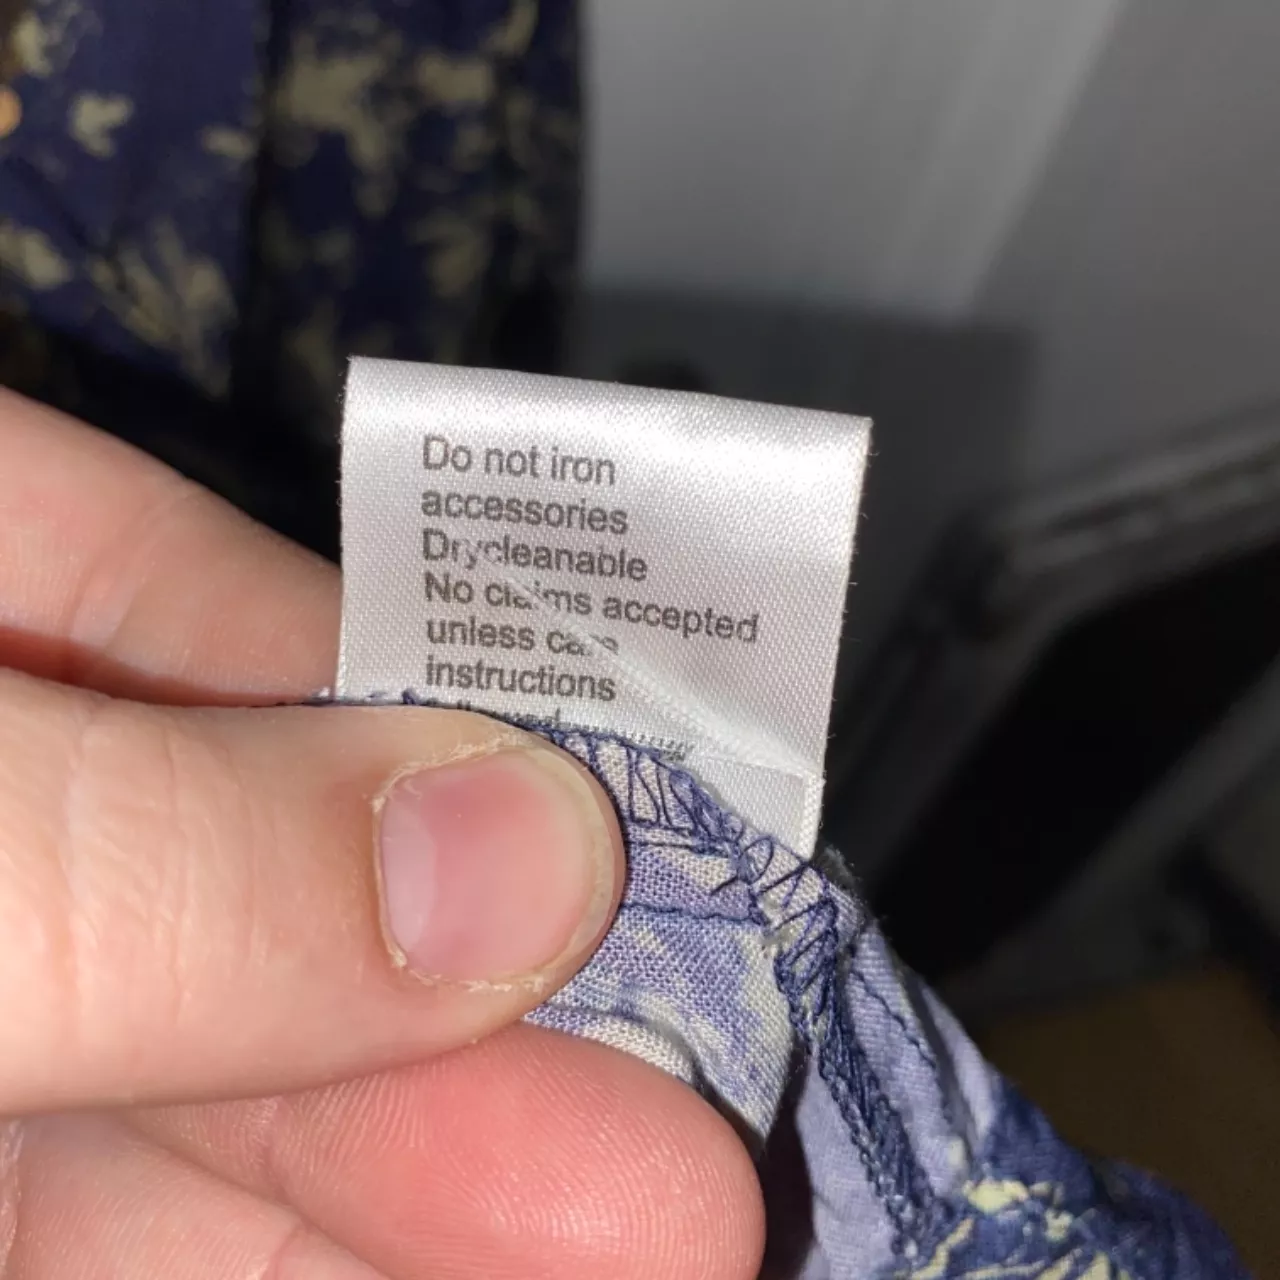 Do not iron
accessories
Drycleanable
No claims accepted
unless care
instructions